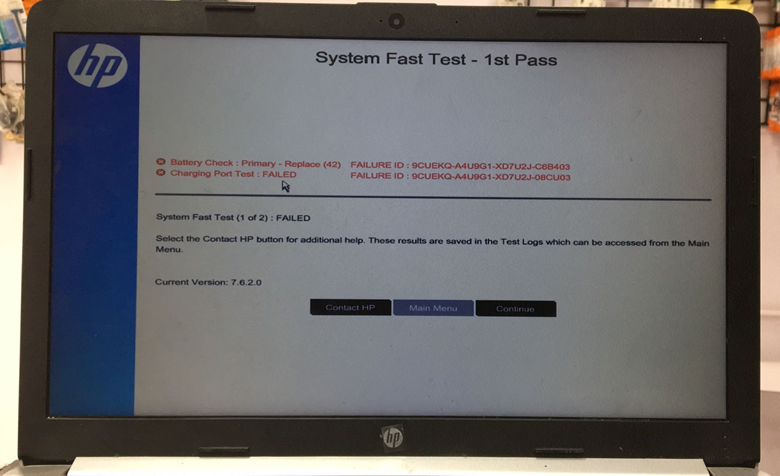 hp
System Fast Test - 1st Pass
Battery Check : Primary - Replace (42) FAILURE ID : 9CUEKQ-A4U9G1-XD7U2J-C6B403
Charging Port Test : FAILED FAILURE ID : 9CUEKQ-A4U9G1-XD7U2J-08CU03
System Fast Test (1 of 2) : FAILED
Select the Contact HP button for additional help. These results are saved in the Test Logs which can be accessed from the Main
Menu.
Current Version: 7.6.2.0
Contact HP Main Menu Continue
hp